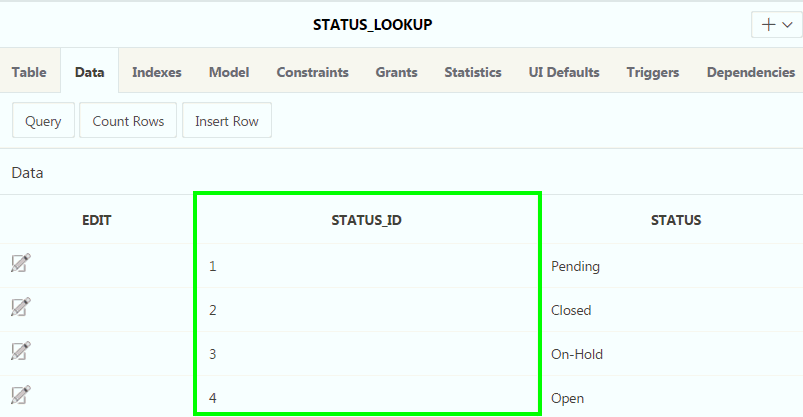 STATUS_LOOKUP
Table Data Indexes Model Constraints Grants Statistics UI Defaults Triggers Dependencies
Query Count Rows Insert Row
Data
EDIT STATUS_ID STATUS
1 Pending
2 Closed
3 On-Hold
4 Open